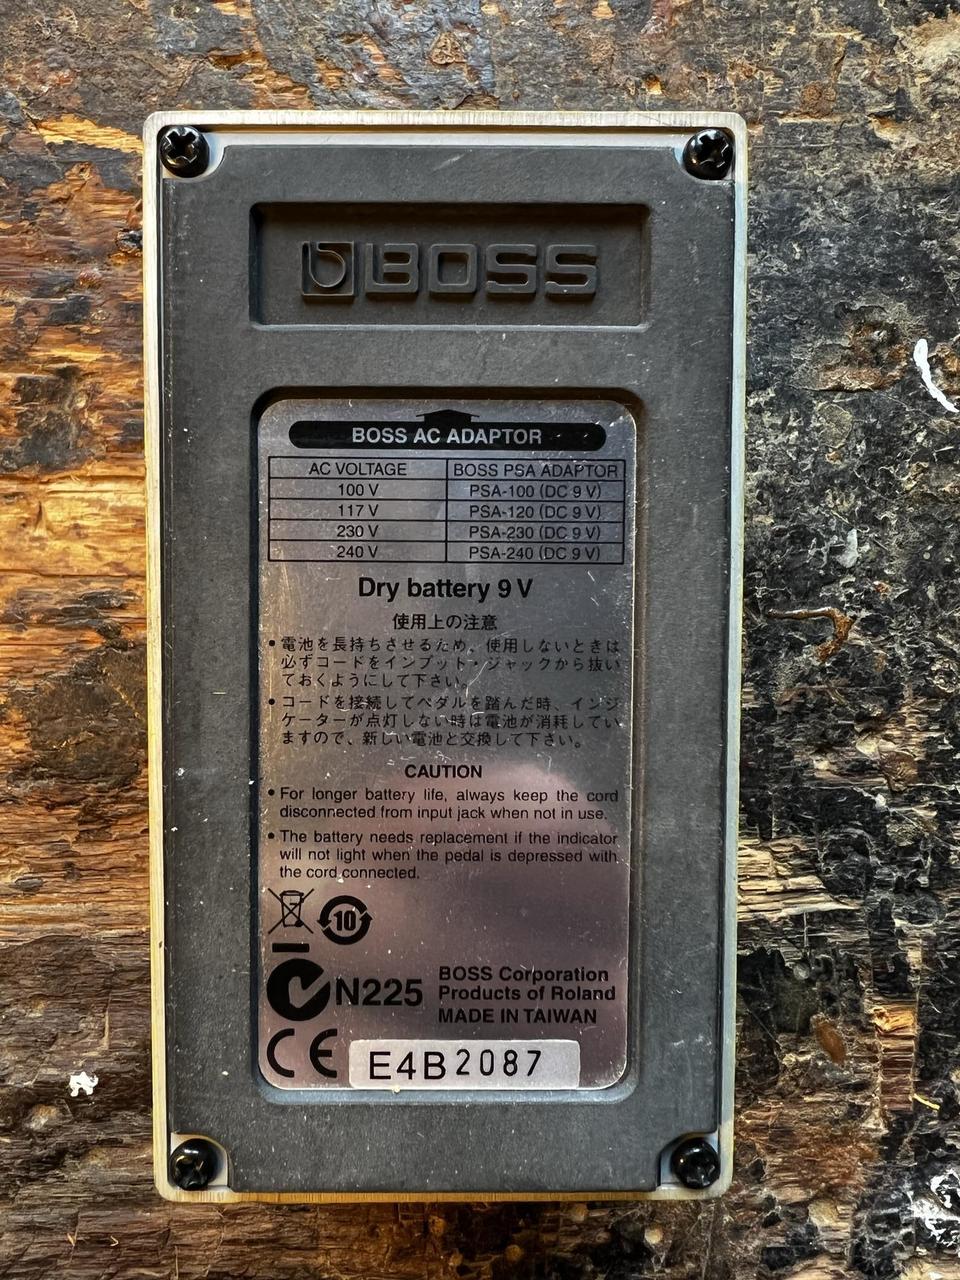 BOSS
BOSS AC ADAPTOR
AC VOLTAGE BOSS PSA ADAPTOR
100 V PSA-100 (DC 9 V)
117 V PSA-120 (DC 9 V)
230 V PSA-230 (DC 9 V)
240 V PSA-240 (DC 9 V)
Dry battery 9 V
使用上の注意
• 電池を長持ちさせるため、使用しないときは
必ずコードをインプット・ジャックから抜い
ておくようにして下さい。
• コードを接続してペダルを踏んだ時、インジ
ケーターが点灯しない時は電池が消耗してい
ますので、新しい電池と交換して下さい。
CAUTION
• For longer battery life, always keep the cord
disconnected from input jack when not in use.
• The battery needs replacement if the indicator
will not light when the pedal is depressed with
the cord connected.
10
N225
BOSS Corporation
Products of Roland
MADE IN TAIWAN
CE
E4B2087